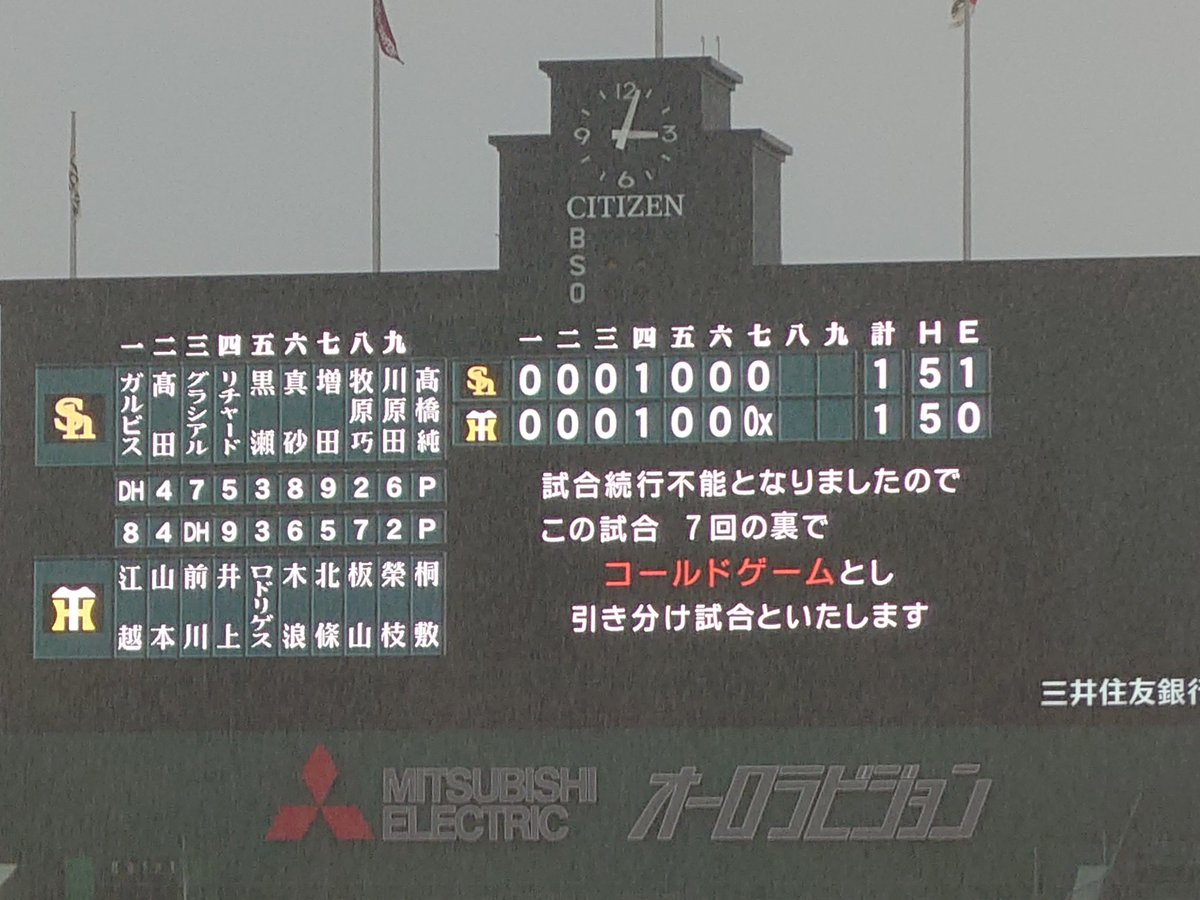 12
9 3
6
CITIZEN
B
S
O
一 二 三 四 五 六 七 八 九
ガルビス 髙田 グラシアル リチャード 黒瀬 真砂 増田 牧原巧 川原田 髙橋純
DH 4 7 5 3 8 9 2 6 P
8 4 DH 9 3 6 5 7 2 P
江越 山本 前川 井上 ロドリゲス 木浪 北條 板山 榮枝 桐敷
一 二 三 四 五 六 七 八 九 計 H E
Sh 0 0 0 1 0 0 0 1 5 1
HT 0 0 0 1 0 0 0x 1 5 0
試合続行不能となりましたので
この試合 7回の裏で
コールドゲームとし
引き分け試合といたします
三井住友銀行
MITSUBISHI
ELECTRIC
オーロラビジョン